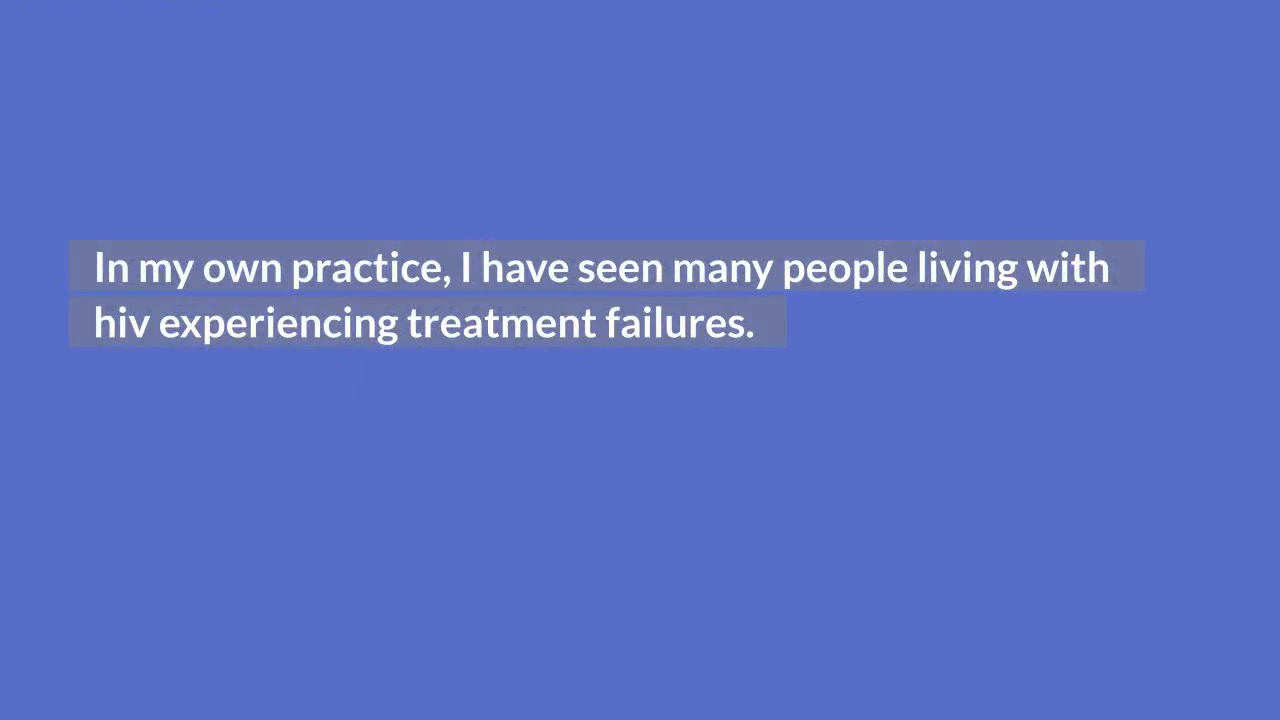 In my own practice, I have seen many people living with
hiv experiencing treatment failures.